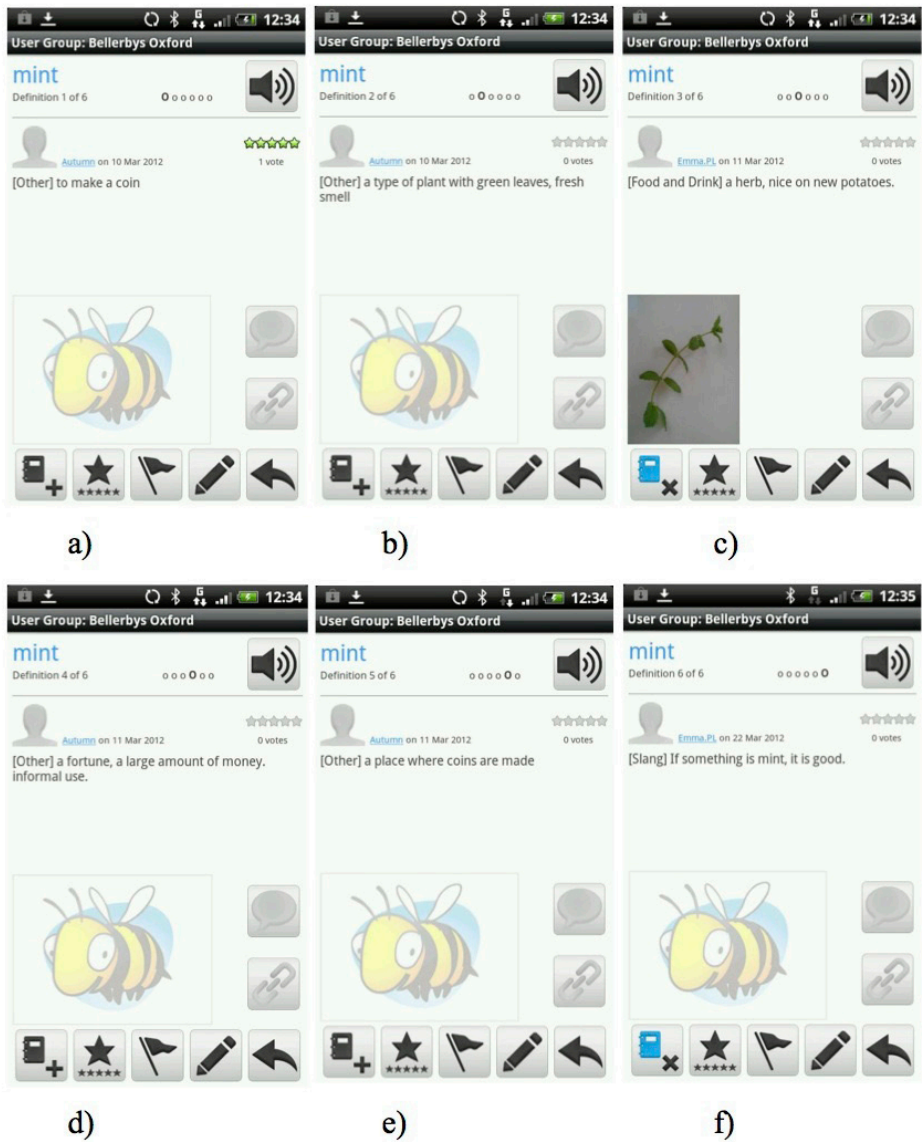 12:34
User Group: Bellerbys Oxford
mint
Definition 1 of 6
o o o o o o
Autumn on 10 Mar 2012
1 vote
[Other] to make a coin
a)
12:34
User Group: Bellerbys Oxford
mint
Definition 2 of 6
o o o o o o
Autumn on 10 Mar 2012
0 votes
[Other] a type of plant with green leaves, fresh
smell
b)
12:34
User Group: Bellerbys Oxford
mint
Definition 3 of 6
o o o o o o
Emma.PL on 11 Mar 2012
0 votes
[Food and Drink] a herb, nice on new potatoes.
c)
12:34
User Group: Bellerbys Oxford
mint
Definition 4 of 6
o o o o o o
Autumn on 11 Mar 2012
0 votes
[Other] a fortune, a large amount of money.
informal use.
d)
12:34
User Group: Bellerbys Oxford
mint
Definition 5 of 6
o o o o o o
Autumn on 11 Mar 2012
0 votes
[Other] a place where coins are made
e)
12:35
User Group: Bellerbys Oxford
mint
Definition 6 of 6
o o o o o o
Emma.PL on 22 Mar 2012
0 votes
[Slang] If something is mint, it is good.
f)